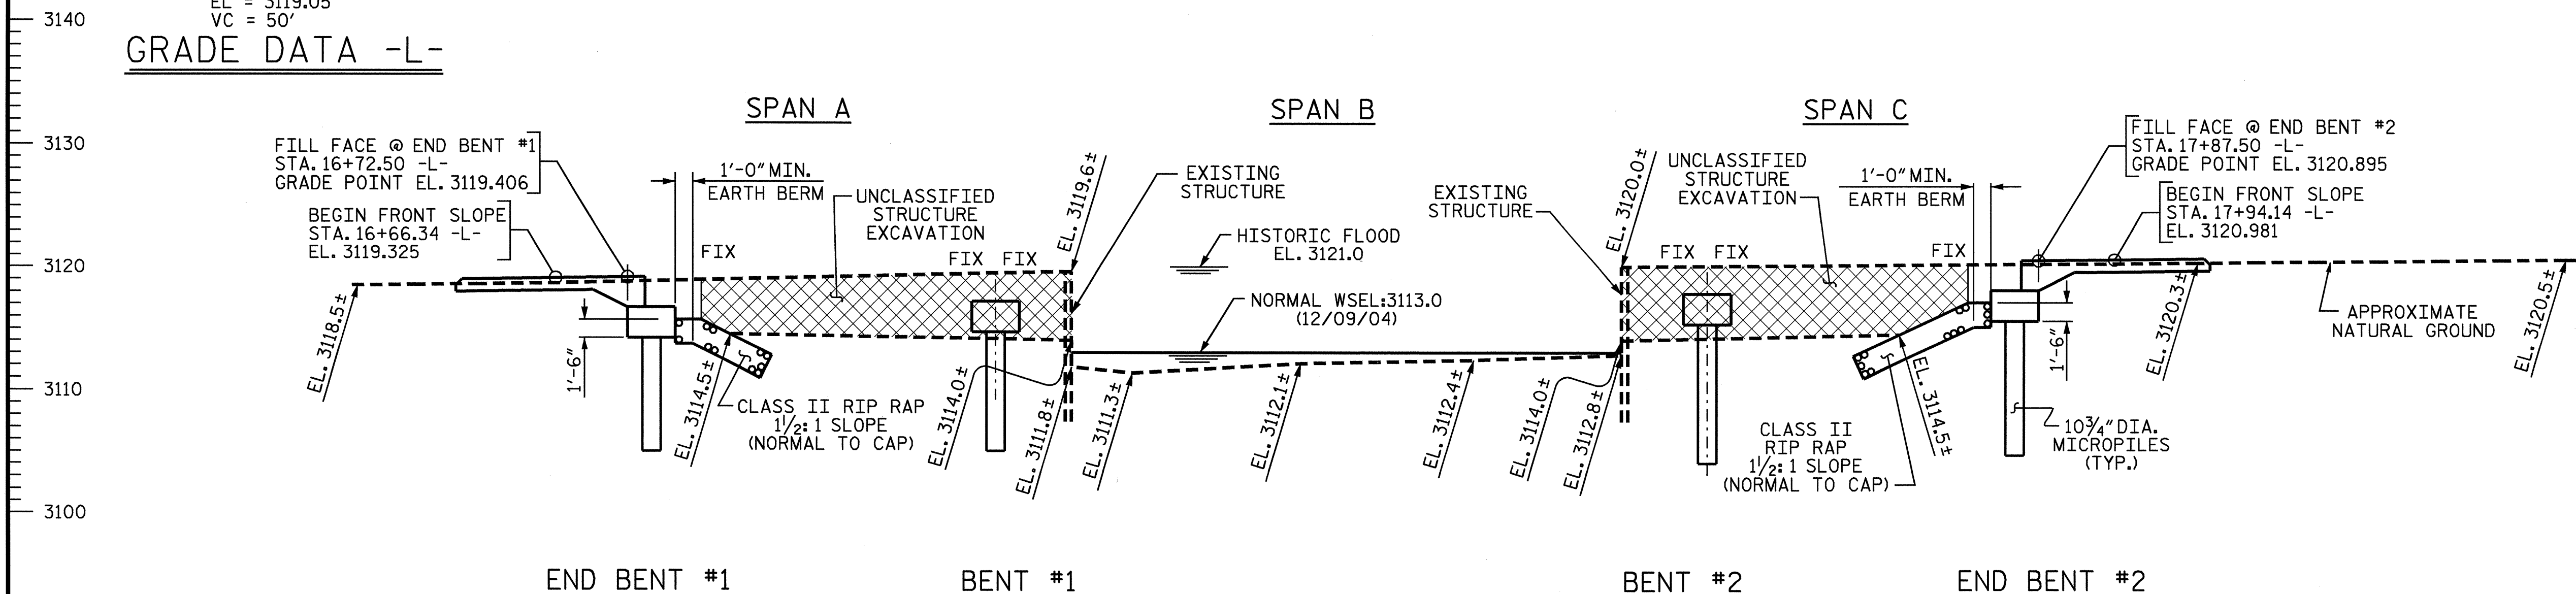 EL = 3119.05
VC = 50'
GRADE DATA -L-
3140
3130
3120
3110
3100
SPAN A
SPAN B
SPAN C
FILL FACE @ END BENT #1
STA. 16+72.50 -L-
GRADE POINT EL. 3119.406
BEGIN FRONT SLOPE
STA. 16+66.34 -L-
EL. 3119.325
1'-0" MIN.
EARTH BERM
UNCLASSIFIED
STRUCTURE
EXCAVATION
FIX
FIX
FIX
EL. 3119.6±
EXISTING
STRUCTURE
HISTORIC FLOOD
EL. 3121.0
NORMAL WSEL:3113.0
(12/09/04)
EXISTING
STRUCTURE
EL. 3120.0±
UNCLASSIFIED
STRUCTURE
EXCAVATION
FIX
FIX
FIX
1'-0" MIN.
EARTH BERM
FILL FACE @ END BENT #2
STA. 17+87.50 -L-
GRADE POINT EL. 3120.895
BEGIN FRONT SLOPE
STA. 17+94.14 -L-
EL. 3120.981
EL. 3118.5±
1'-6"
EL. 3114.5±
CLASS II RIP RAP
1½: 1 SLOPE
(NORMAL TO CAP)
EL. 3114.0±
EL. 3111.8±
EL. 3111.3±
EL. 3112.1±
EL. 3112.4±
EL. 3114.0±
EL. 3112.8±
CLASS II
RIP RAP
1½: 1 SLOPE
(NORMAL TO CAP)
EL. 3114.5±
1'-6"
10¾" DIA.
MICROPILES
(TYP.)
EL. 3120.3±
APPROXIMATE
NATURAL GROUND
EL. 3120.5±
END BENT #1
BENT #1
BENT #2
END BENT #2